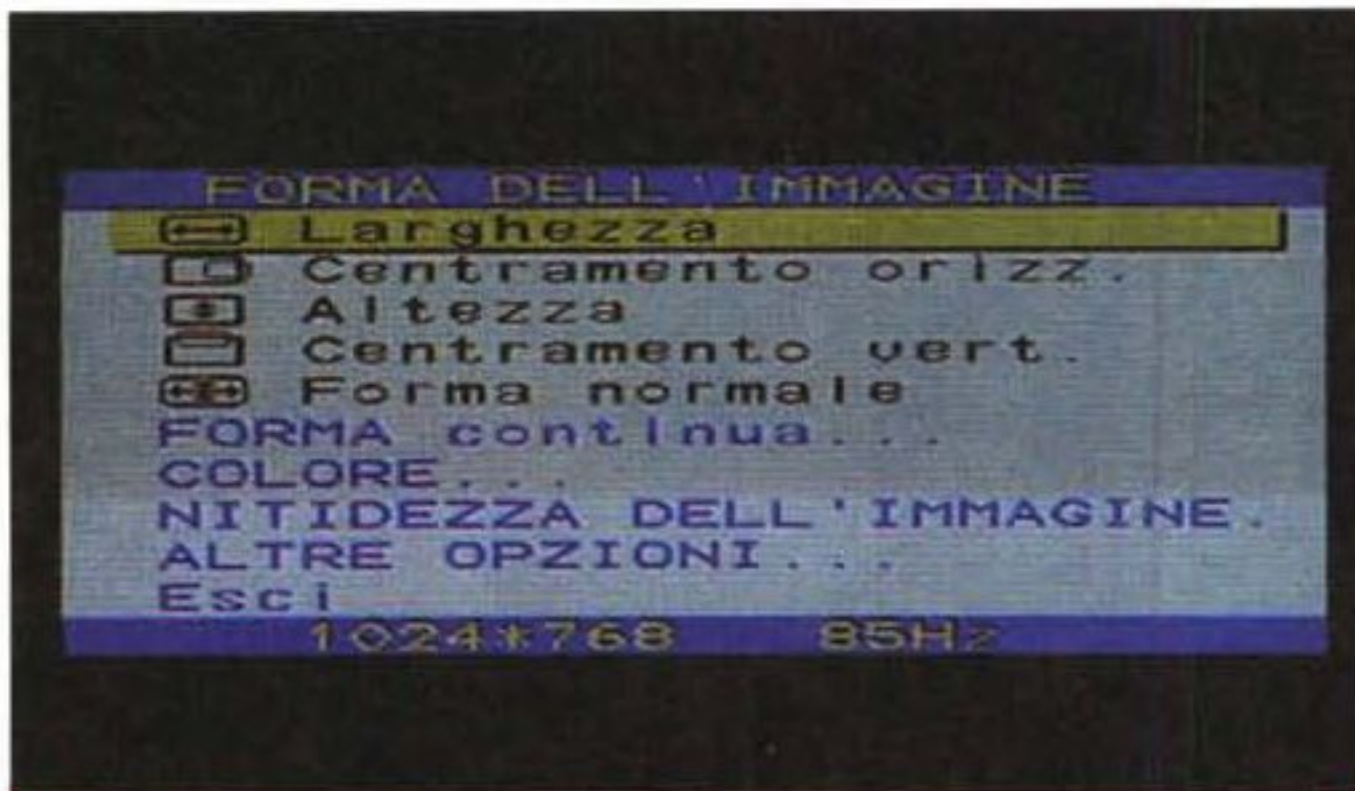 FORMA DELL'IMMAGINE
Larghezza
Centramento orizz.
Altezza
Centramento vert.
Forma normale
FORMA continua...
COLORE...
NITIDEZZA DELL'IMMAGINE.
ALTRE OPZIONI...
Esci
1024*768 85Hz